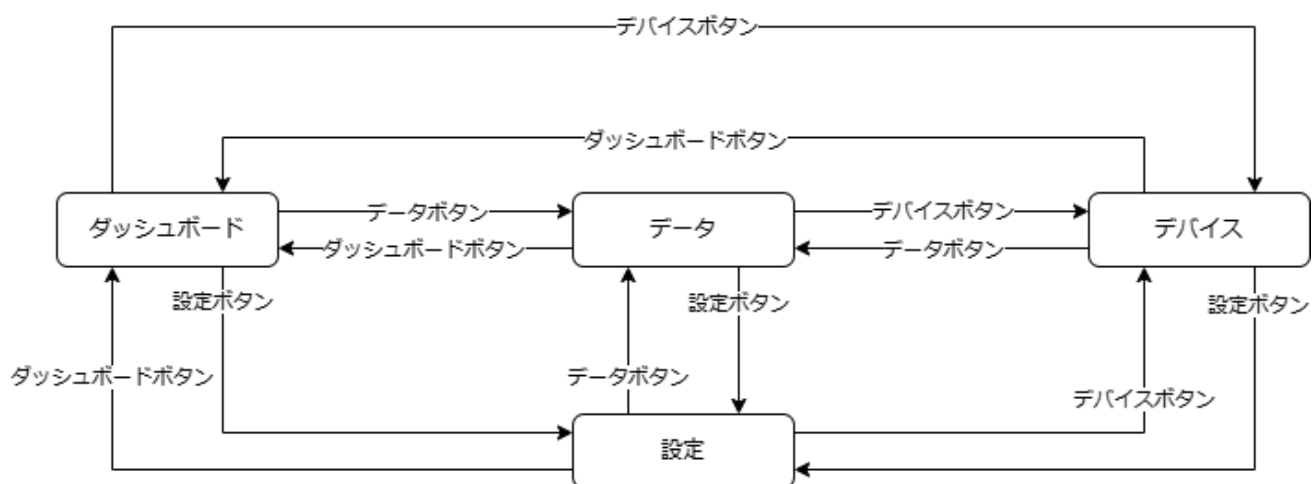 デバイスボタン
ダッシュボードボタン
ダッシュボード
データボタン
データ
デバイスボタン
デバイス
ダッシュボードボタン
データボタン
設定ボタン
設定ボタン
設定ボタン
ダッシュボードボタン
データボタン
デバイスボタン
設定